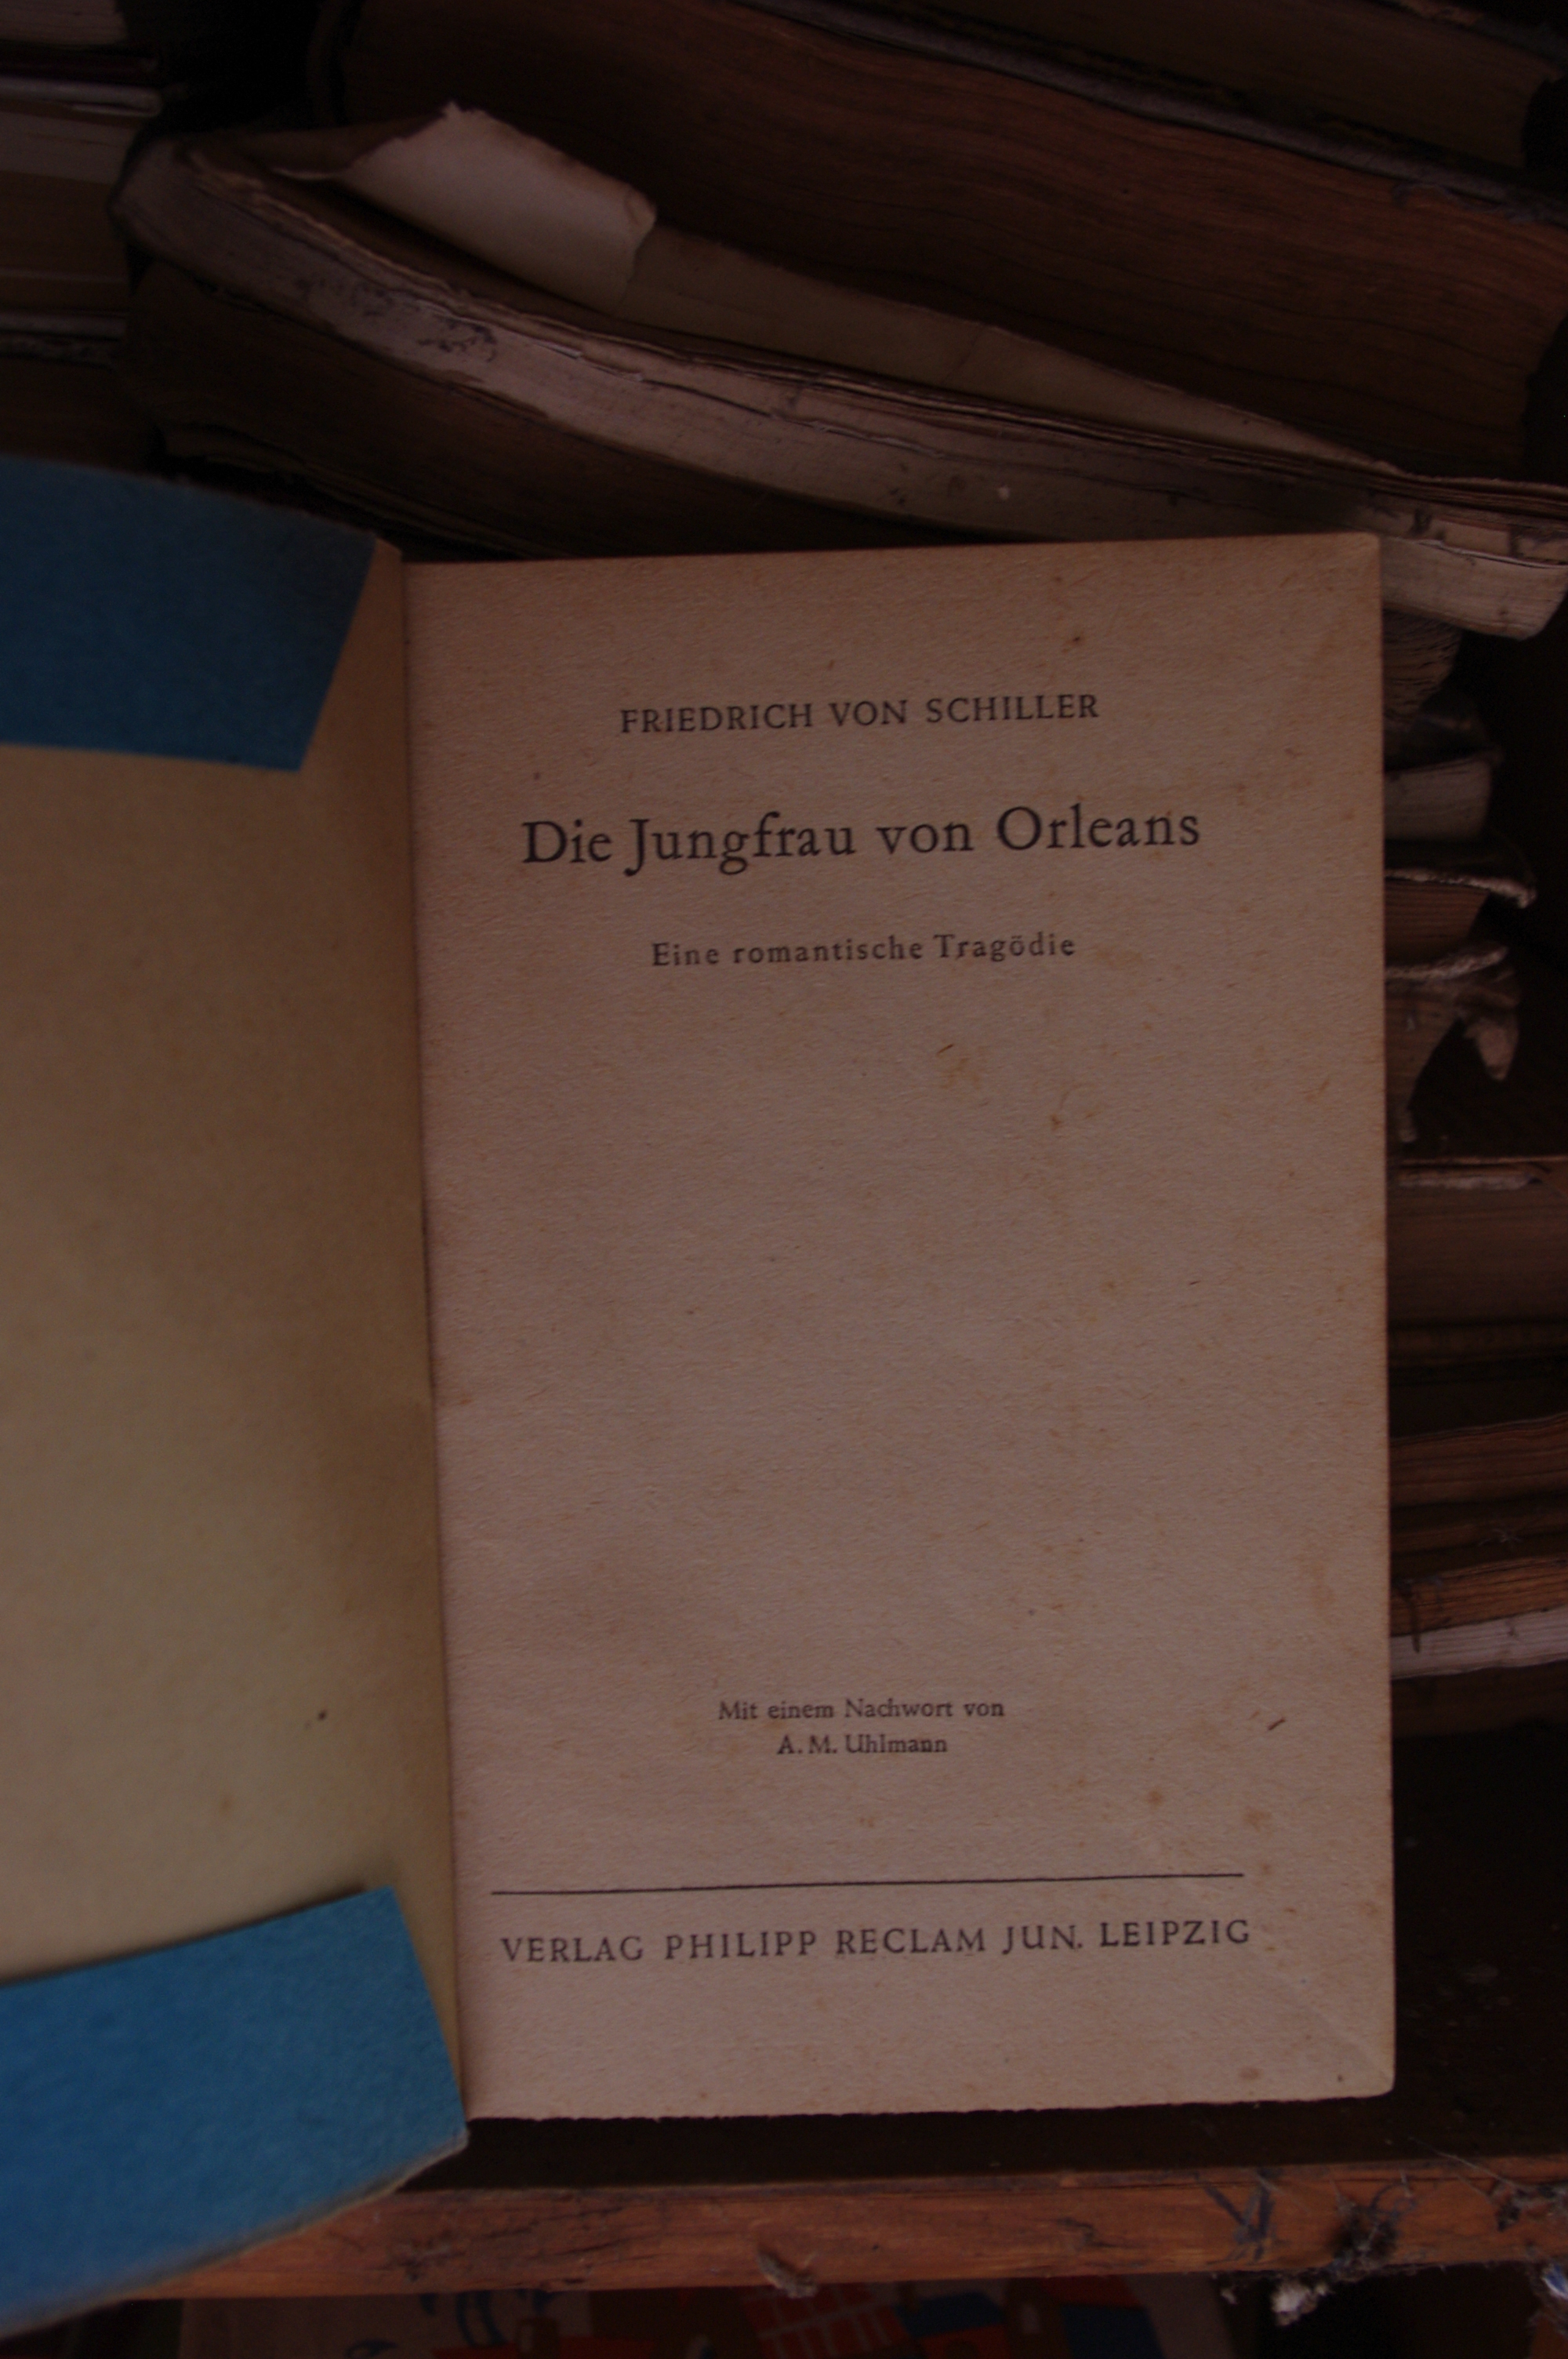 FRIEDRICH VON SCHILLER
Die Jungfrau von Orleans
Eine romantische Tragödie
Mit einem Nachwort von
A. M. Uhlmann
VERLAG PHILIPP RECLAM JUN. LEIPZIG